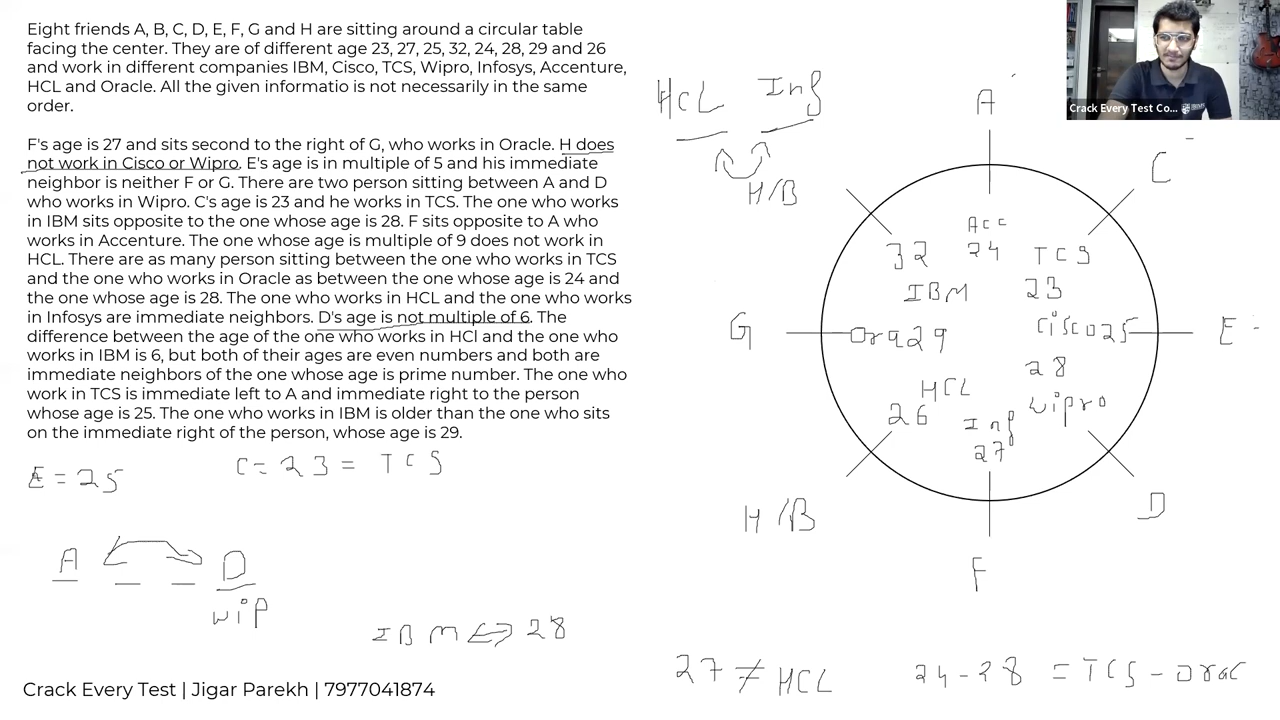 Eight friends A, B, C, D, E, F, G and H are sitting around a circular table
facing the center. They are of different age 23, 27, 25, 32, 24, 28, 29 and 26
and work in different companies IBM, Cisco, TCS, Wipro, Infosys, Accenture,
HCL and Oracle. All the given informatio is not necessarily in the same
order.
F's age is 27 and sits second to the right of G, who works in Oracle. H does
not work in Cisco or Wipro. E's age is in multiple of 5 and his immediate
neighbor is neither F or G. There are two person sitting between A and D
who works in Wipro. C's age is 23 and he works in TCS. The one who works
in IBM sits opposite to the one whose age is 28. F sits opposite to A who
works in Accenture. The one whose age is multiple of 9 does not work in
HCL. There are as many person sitting between the one who works in TCS
and the one who works in Oracle as between the one whose age is 24 and
the one whose age is 28. The one who works in HCL and the one who works
in Infosys are immediate neighbors. D's age is not multiple of 6. The
difference between the age of the one who works in HCl and the one who
works in IBM is 6, but both of their ages are even numbers and both are
immediate neighbors of the one whose age is prime number. The one who
work in TCS is immediate left to A and immediate right to the person
whose age is 25. The one who works in IBM is older than the one who sits
on the immediate right of the person, whose age is 29.
E = 25
C = 23 = TCS
A D
wip
IBM ⇔ 28
Crack Every Test | Jigar Parekh | 7977041874
HCL Inf
H/B
A
C
Acc
32 24 TCS
IBM 23
G Ora 29 Cisco 25 E
28
HCL wipro
26 Inf
27
H/B D
F
27 ≠ HCL
24 - 28 = TCS - orac
Crack Every Test Co...